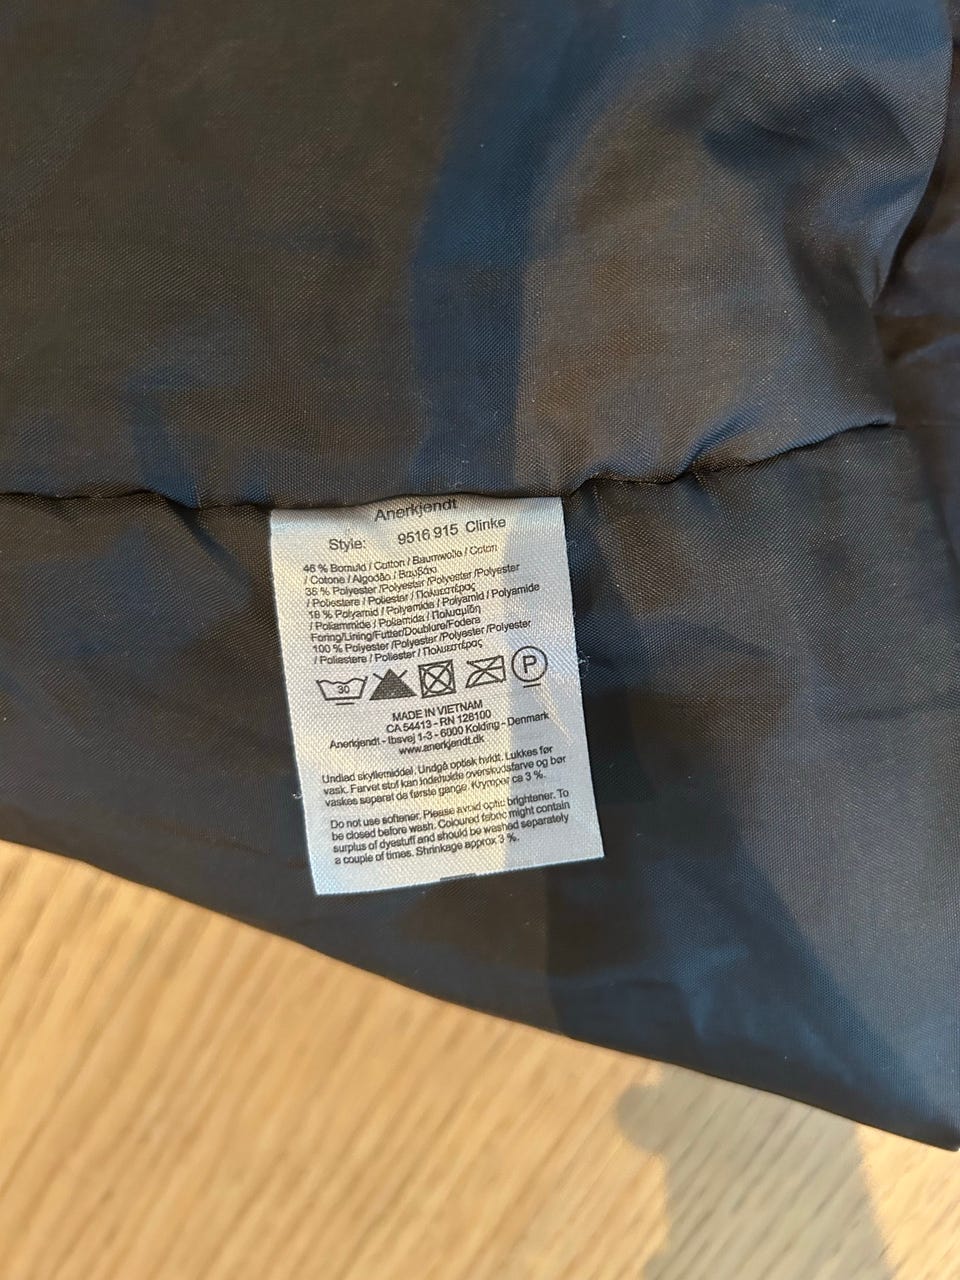 Anerkjendt
Style: 9516 915 Clinke
46 % Bomuld / Cotton / Baumwolle / Coton
/ Cotone / Algodão / Βαμβάκι
36 % Polyester /Polyester /Polyester /Polyester
/ Poliestere / Poliester / Πολυεστέρας
18 % Polyamid / Polyamide / Polyamid / Polyamide
/ Poliammide / Poliamida / Πολυαμίδη
Foring/Lining/Futter/Doublure/Fodera
100 % Polyester /Polyester /Polyester /Polyester
/ Poliestere / Poliester / Πολυεστέρας
30 P
MADE IN VIETNAM
CA 54413 - RN 128100
Anerkjendt - Ibsvej 1-3 - 6000 Kolding - Denmark
www.anerkjendt.dk
Undlad skyllemiddel. Undgå optisk hvidt. Lukkes før
vask. Farvet stof kan indeholde overskudsfarve og bør
vaskes separat de første gange. Krymper ca 3 %.
Do not use softener. Please avoid optic brightener. To
be closed before wash. Coloured fabric might contain
surplus of dyestuff and should be washed separately
a couple of times. Shrinkage approx 3 %.